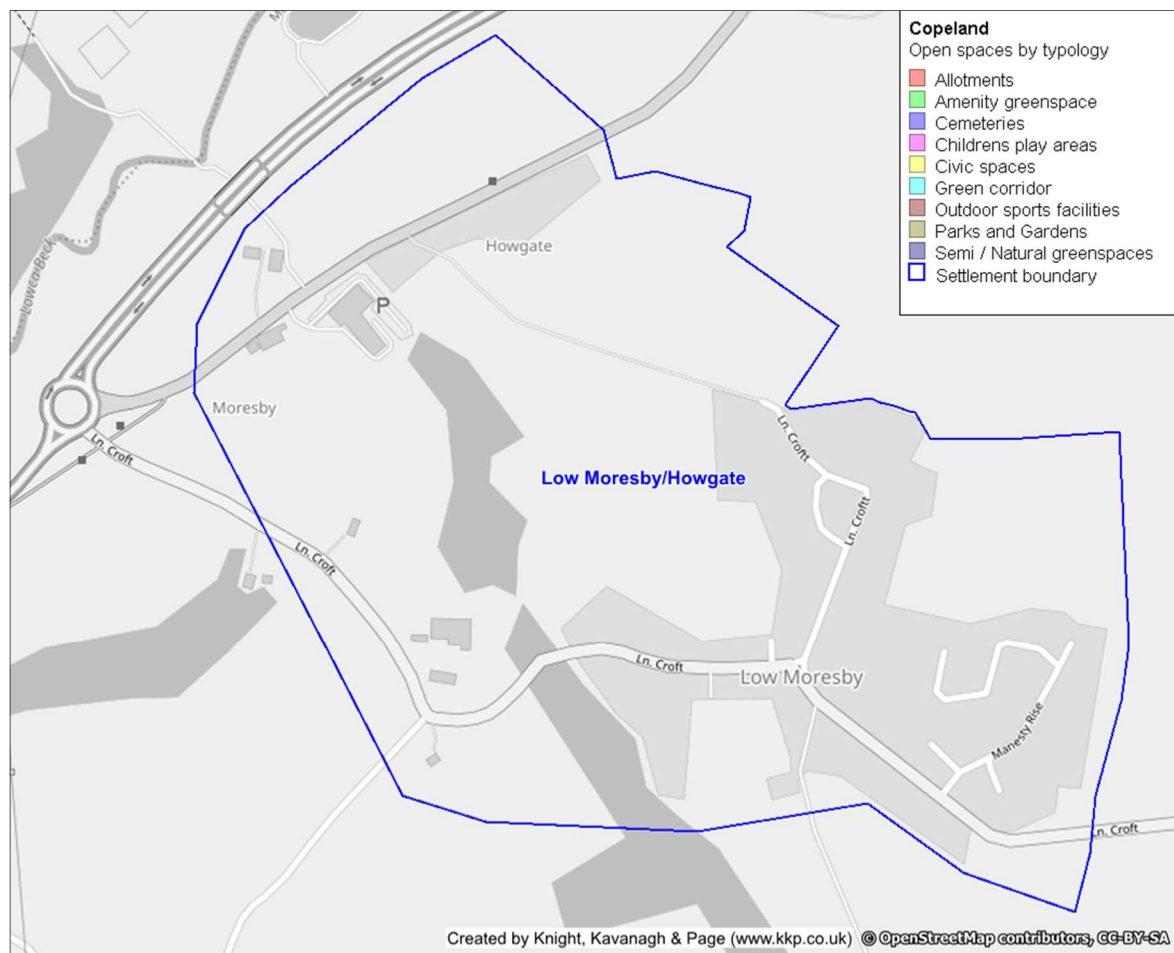 Copeland
Open spaces by typology
Allotments
Amenity greenspace
Cemeteries
Childrens play areas
Civic spaces
Green corridor
Outdoor sports facilities
Parks and Gardens
Semi / Natural greenspaces
Settlement boundary
Howgate
Lowca Beck
P
Moresby
Ln. Croft
Ln. Croft
Low Moresby/Howgate
Ln. Croft
Ln. Croft
Ln. Croft
Low Moresby
Manesty Rise
Ln. Croft
Created by Knight, Kavanagh & Page (www.kkp.co.uk) © OpenStreetMap contributors, CC-BY-SA